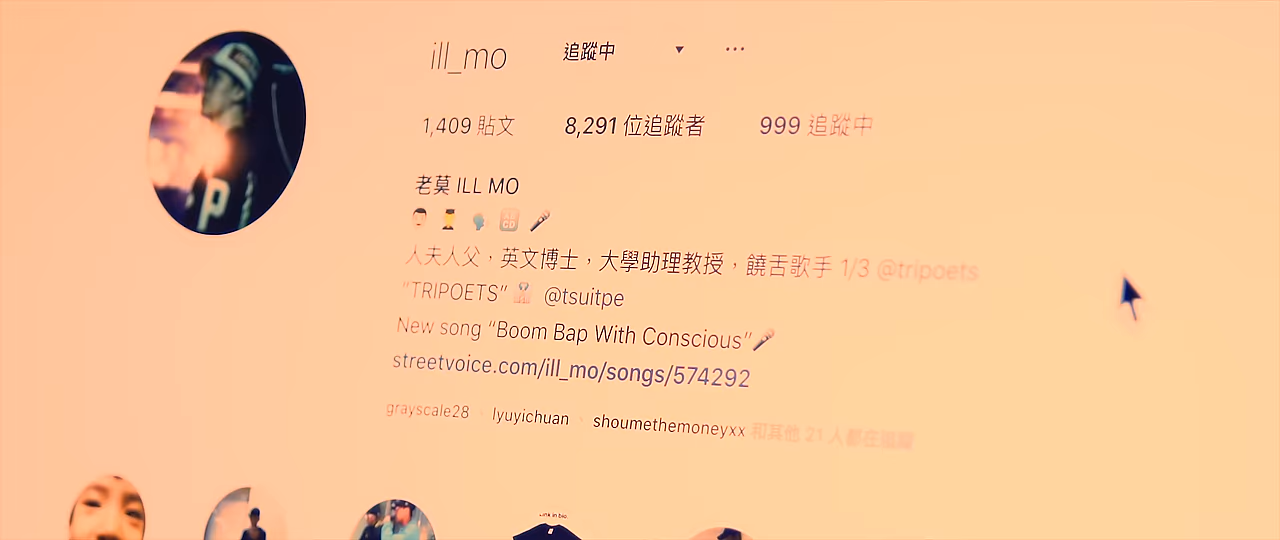 ill_mo 追蹤中 ▼ ...
1,409 貼文 8,291 位追蹤者 999 追蹤中
老莫 ILL MO
人夫人父，英文博士，大學助理教授，饒舌歌手 1/3 @tripoets
"TRIPOETS" @tsuitpe
New song "Boom Bap With Conscious"🎤
streetvoice.com/ill_mo/songs/574292
grayscale28 · lyuyichuan · shoumethemoneyxx 和其他 21 人都在追蹤
Link in bio